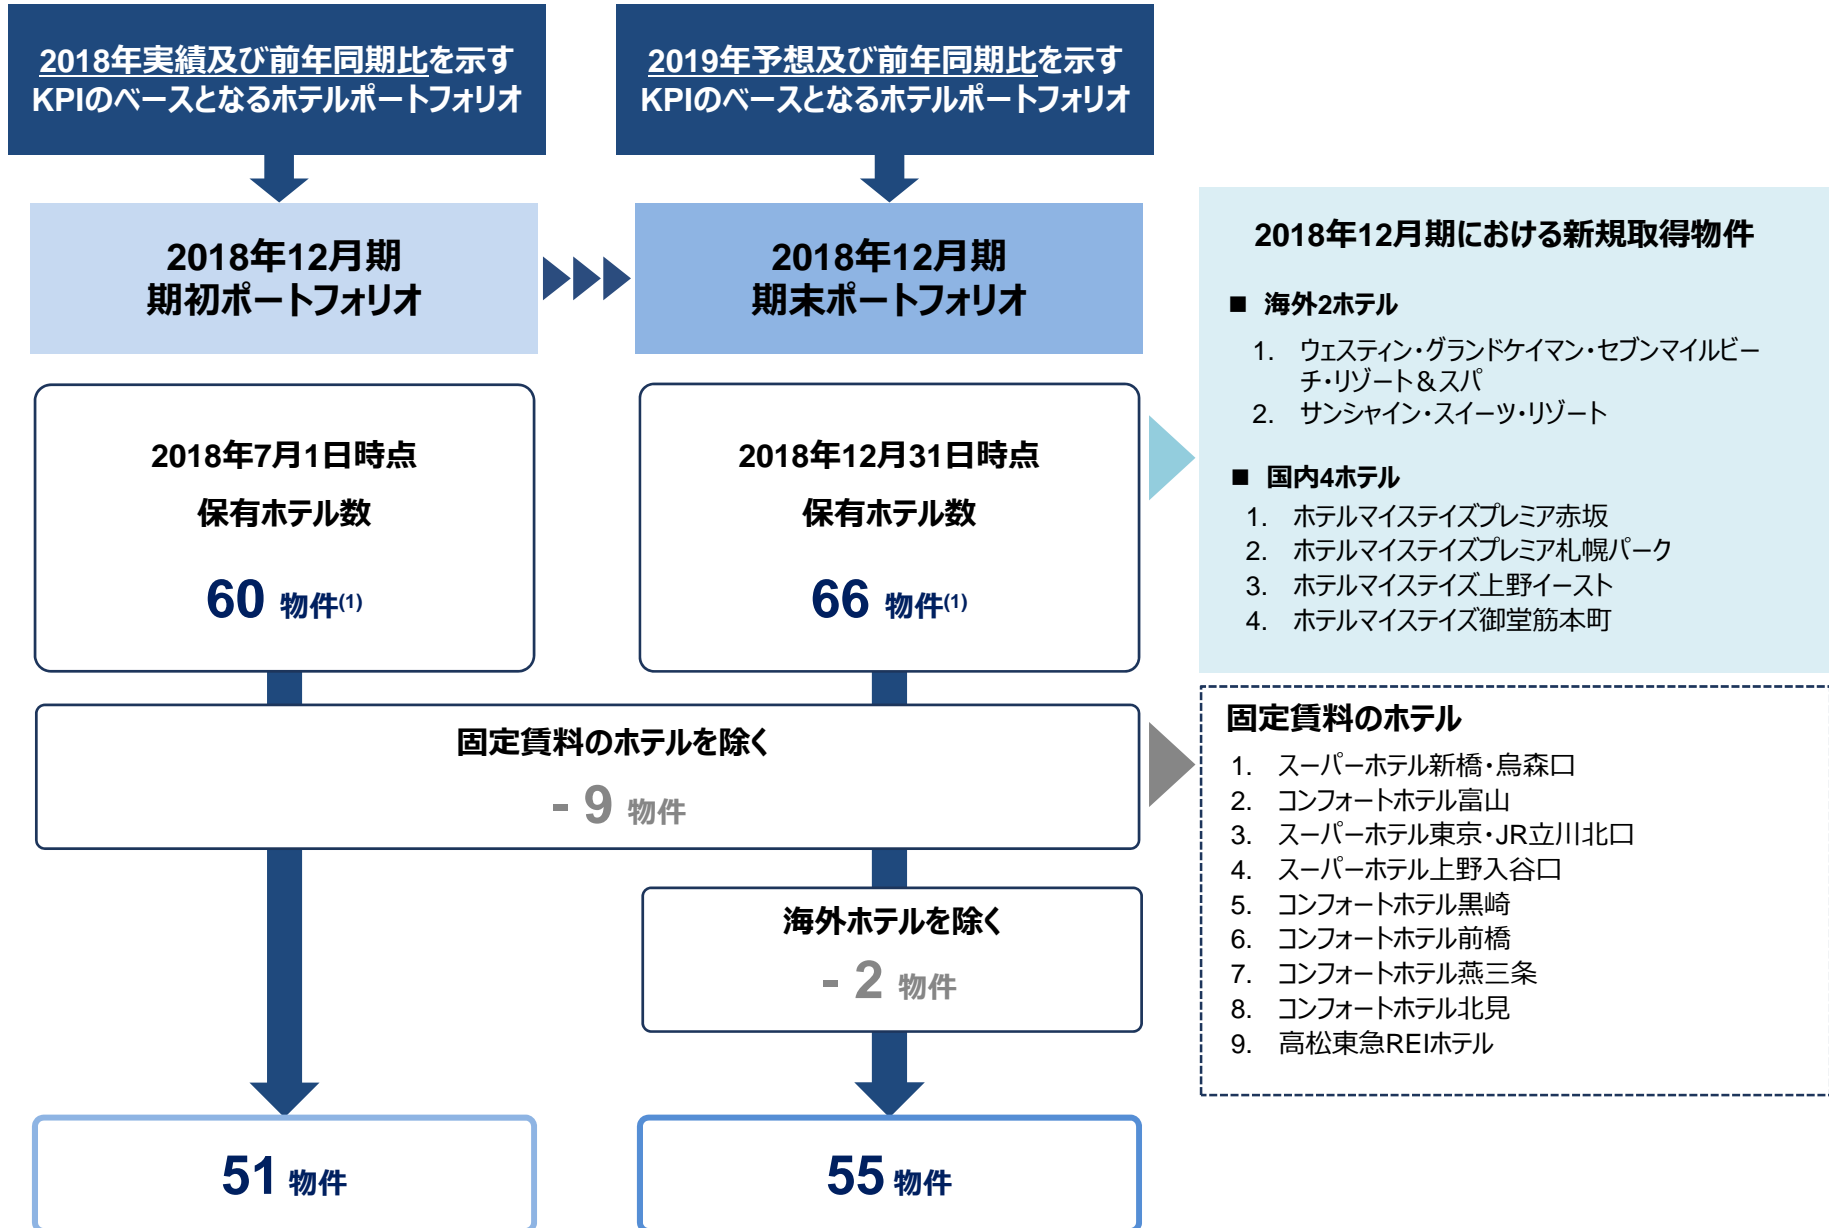 2018年実績及び前年同期比を示す
KPIのベースとなるホテルポートフォリオ
2019年予想及び前年同期比を示す
KPIのベースとなるホテルポートフォリオ
2018年12月期
期初ポートフォリオ
2018年12月期
期末ポートフォリオ
2018年7月1日時点
保有ホテル数
60 物件(1)
2018年12月31日時点
保有ホテル数
66 物件(1)
2018年12月期における新規取得物件
■ 海外2ホテル
1. ウェスティン・グランドケイマン・セブンマイルビー
チ・リゾート＆スパ
2. サンシャイン・スイーツ・リゾート
■ 国内4ホテル
1. ホテルマイステイズプレミア赤坂
2. ホテルマイステイズプレミア札幌パーク
3. ホテルマイステイズ上野イースト
4. ホテルマイステイズ御堂筋本町
固定賃料のホテルを除く
- 9 物件
固定賃料のホテル
1. スーパーホテル新橋・烏森口
2. コンフォートホテル富山
3. スーパーホテル東京・JR立川北口
4. スーパーホテル上野入谷口
5. コンフォートホテル黒崎
6. コンフォートホテル前橋
7. コンフォートホテル燕三条
8. コンフォートホテル北見
9. 高松東急REIホテル
海外ホテルを除く
- 2 物件
51 物件
55 物件